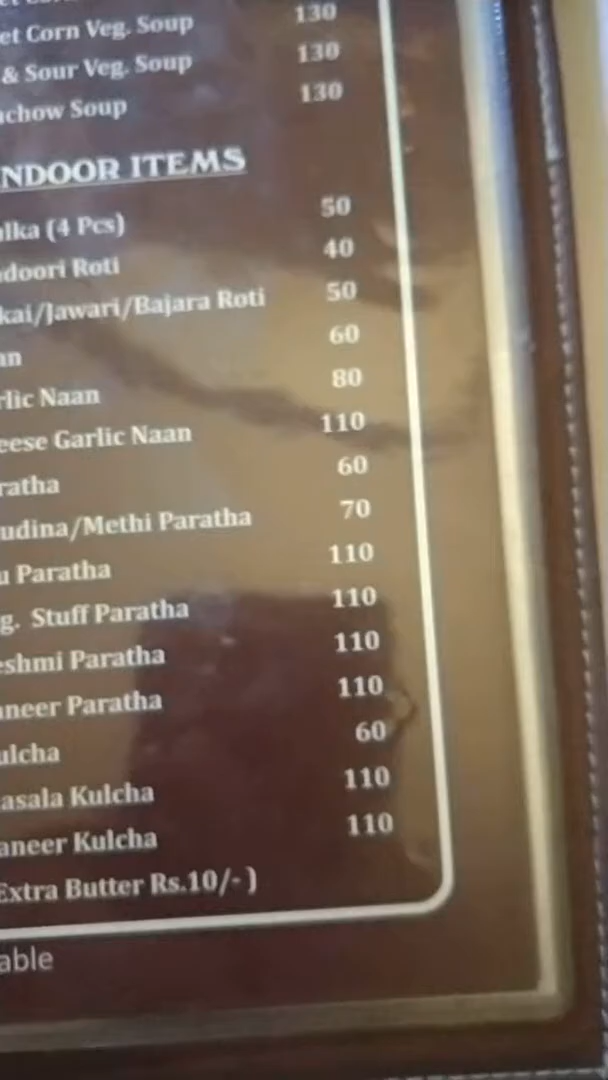 et Corn Veg. Soup 130
& Sour Veg. Soup 130
chow Soup 130
NDOOR ITEMS
lka (4 Pcs) 50
doori Roti 40
kai/Jawari/Bajara Roti 50
an 60
rlic Naan 80
eese Garlic Naan 110
ratha 60
udina/Methi Paratha 70
u Paratha 110
g. Stuff Paratha 110
eshmi Paratha 110
aneer Paratha 110
ulcha 60
asala Kulcha 110
aneer Kulcha 110
Extra Butter Rs.10/- )
able